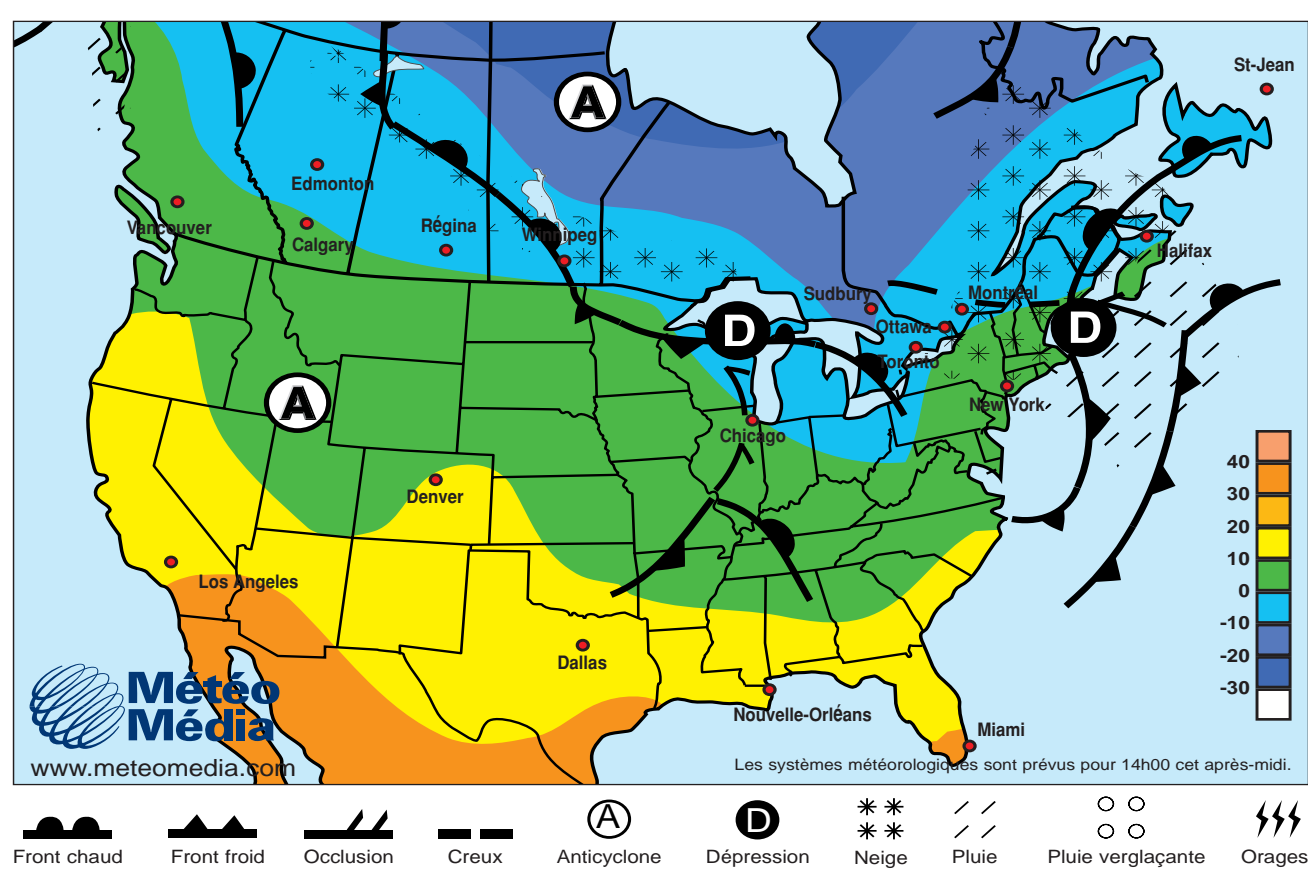 St-Jean
A
Edmonton
Vancouver
Calgary
Régina
Winnipeg
Halifax
Sudbury
Montréal
D
Ottawa
D
Toronto
A
New York
Chicago
Denver
40
30
20
10
0
-10
-20
-30
Los Angeles
Dallas
Météo
Média
Nouvelle-Orléans
Miami
www.meteomedia.com
Les systèmes météorologiques sont prévus pour 14h00 cet après-midi.
A
D
Front chaud
Front froid
Occlusion
Creux
Anticyclone
Dépression
Neige
Pluie
Pluie verglaçante
Orages